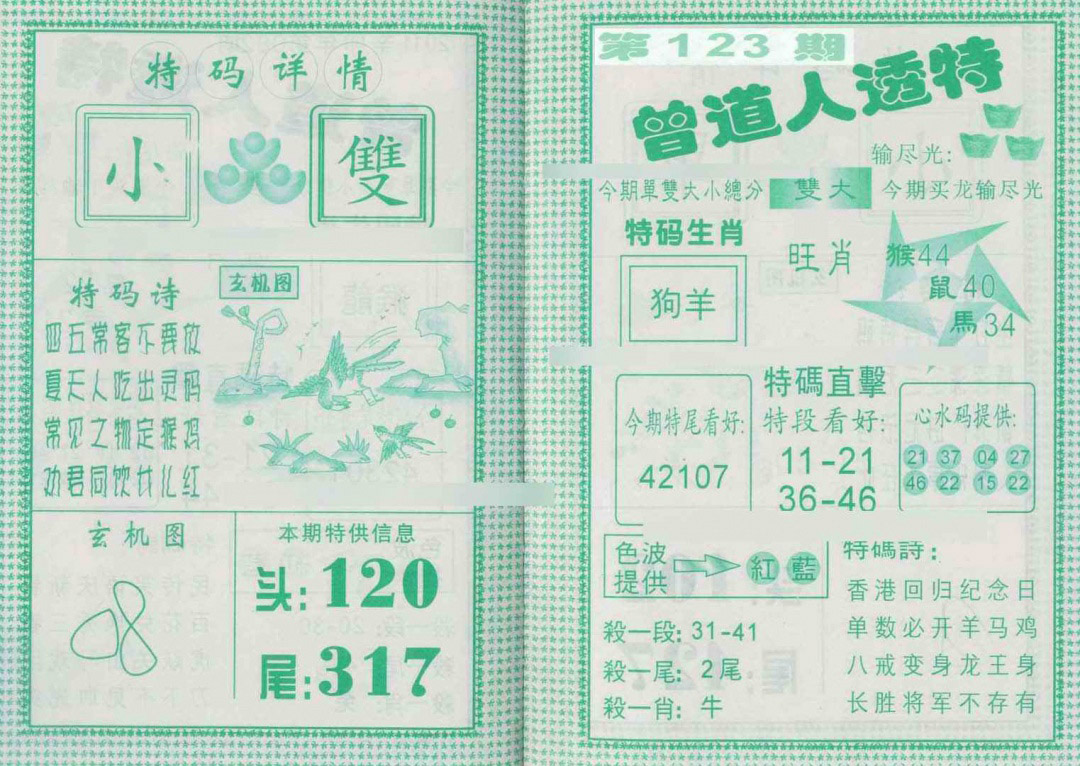 特码详情
小 雙
特码诗
四五常客不要放
夏天人吃出灵码
常见之物定猴鸡
劝君同饮女儿红
玄机图
玄机图
本期特供信息
头:120
尾:317
第123期
曾道人透特
输尽光:
今期單雙大小總分 雙大 今期买龙输尽光
特码生肖
狗羊
旺肖
猴44
鼠40
馬34
今期特尾看好:
42107
特碼直擊
特段看好:
11-21
36-46
心水码提供:
21 37 04 27
46 22 15 22
色波
提供
紅 藍
殺一段: 31-41
殺一尾: 2尾
殺一肖: 牛
特碼詩:
香港回归纪念日
单数必开羊马鸡
八戒变身龙王身
长胜将军不存有